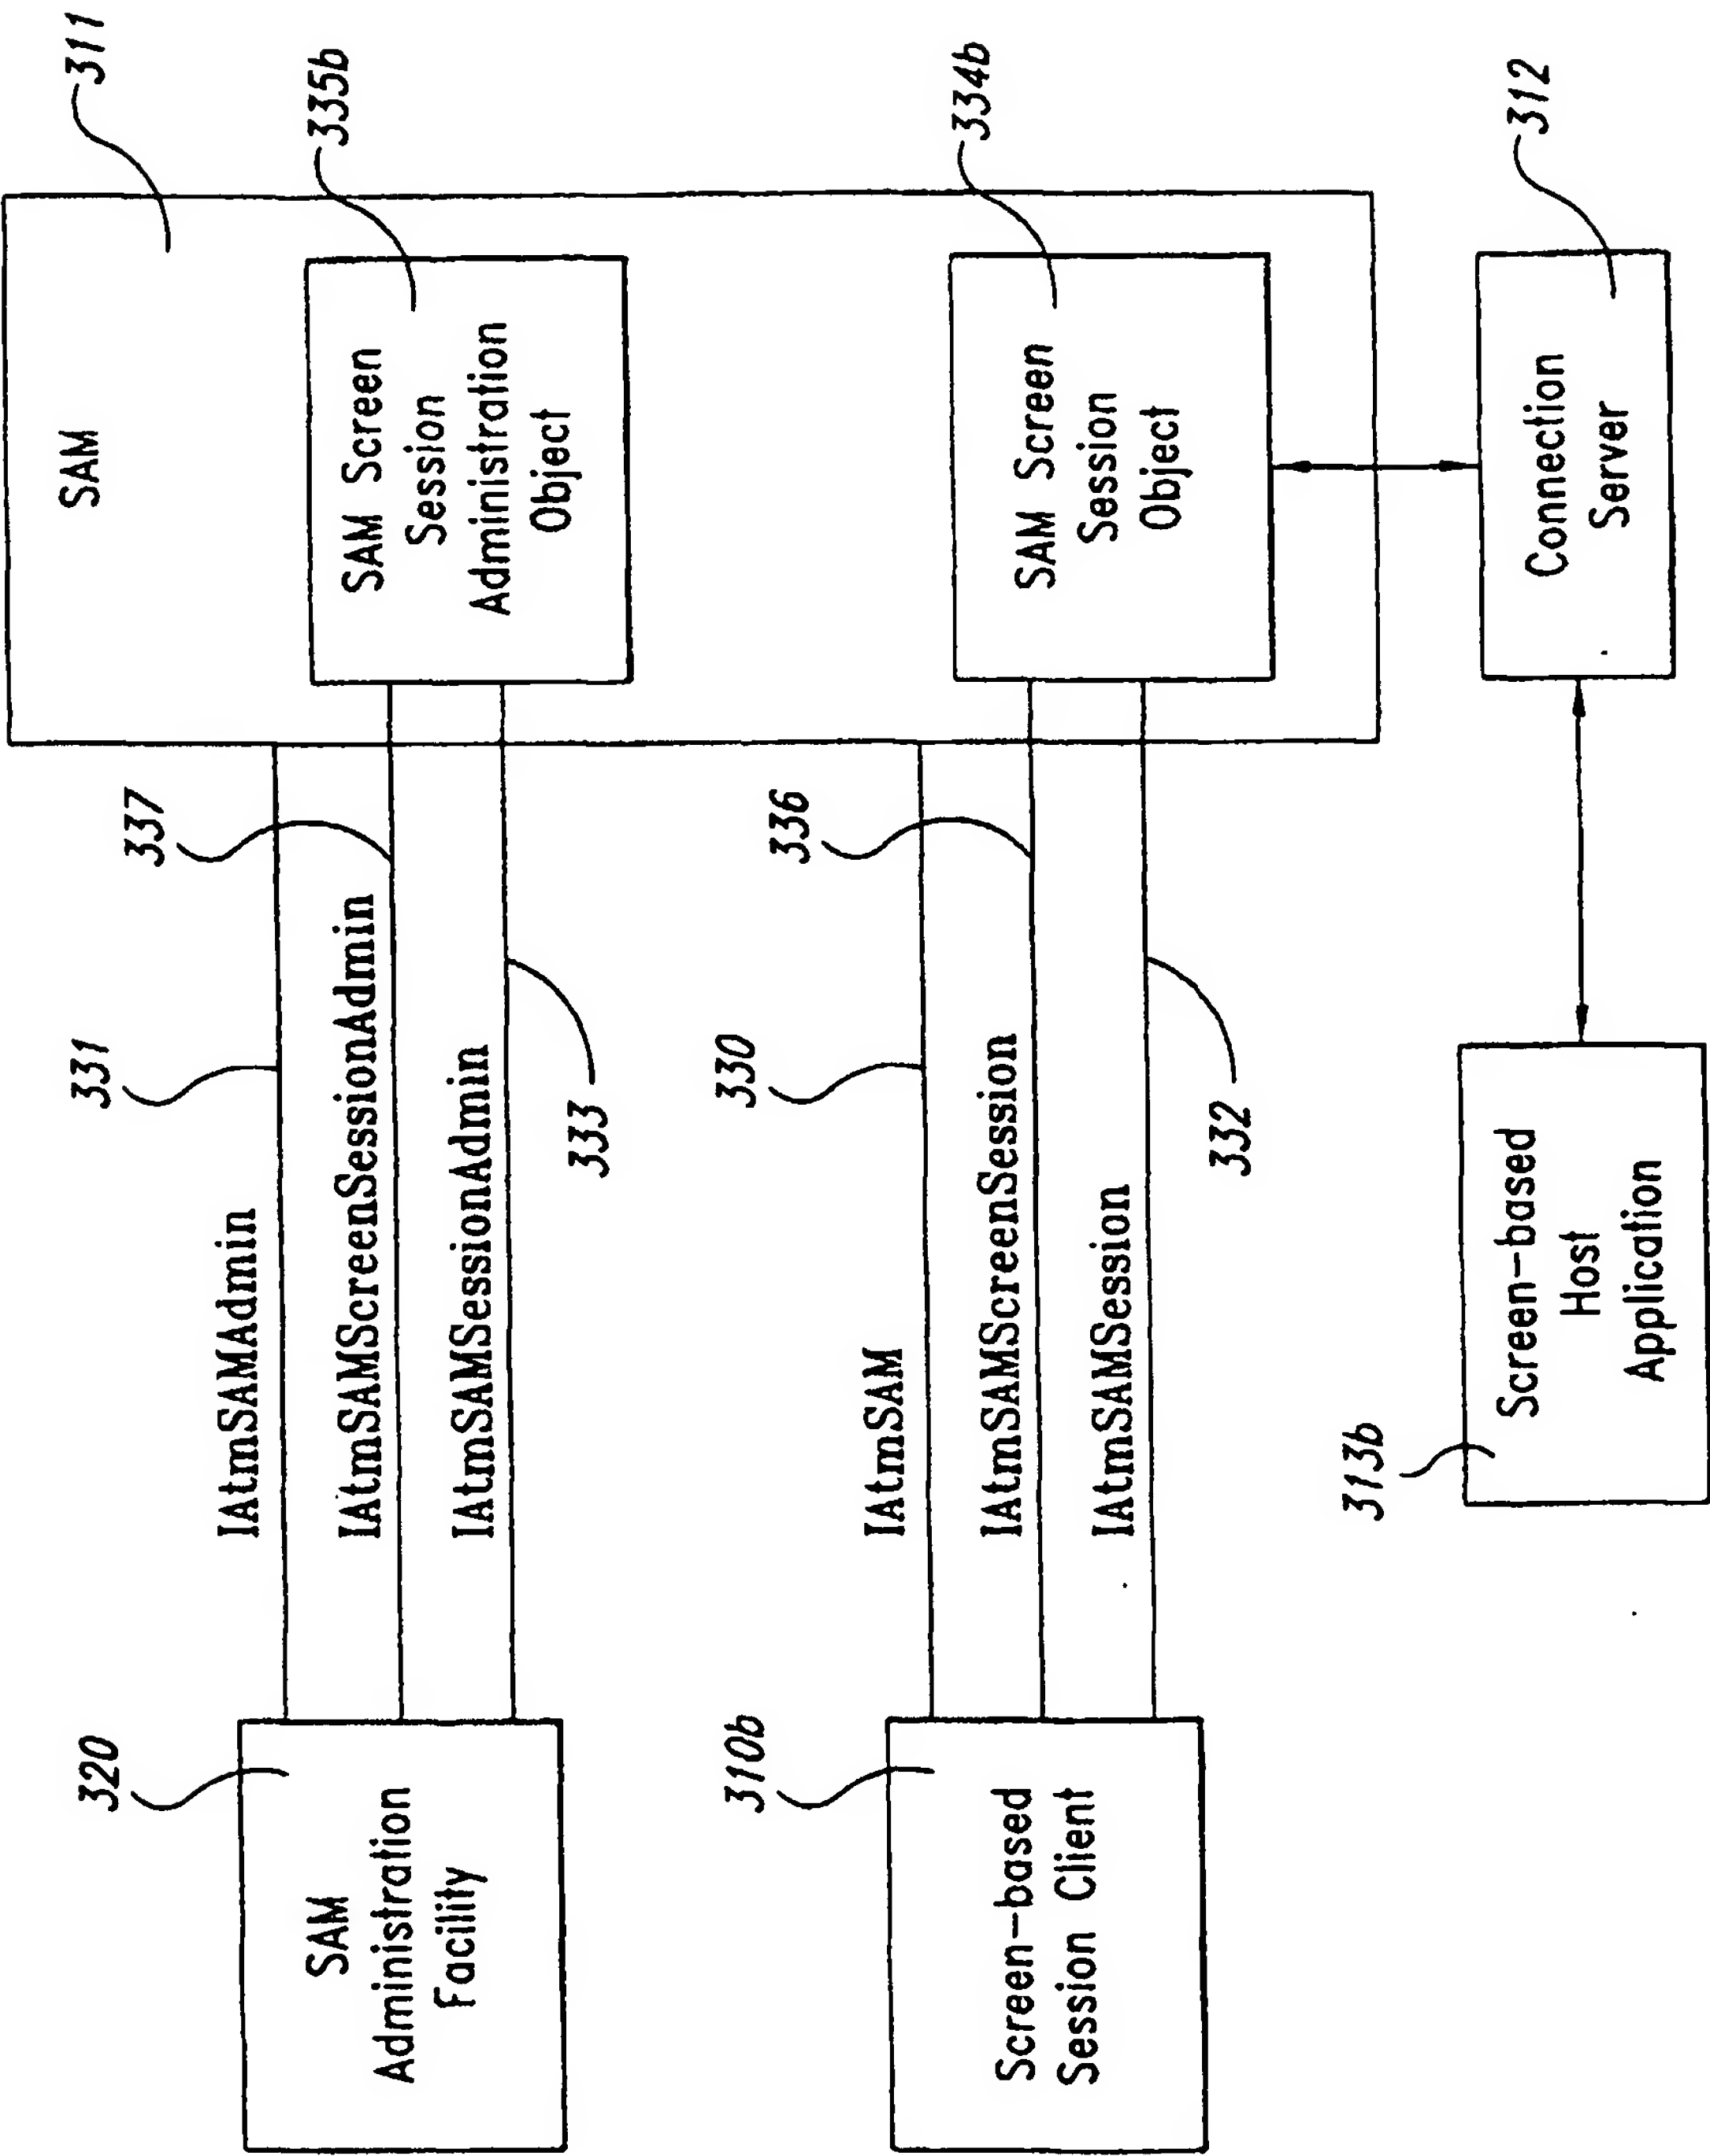 311
SAM
335b
SAM Screen
Session
Administration
Object
334b
SAM Screen
Session
Object
312
Connection
Server
337
331
IAtmSAMAdmin
IAtmSAMScreenSessionAdmin
IAtmSAMSessionAdmin
333
336
330
IAtmSAM
IAtmSAMScreenSession
IAtmSAMSession
332
313b
Screen-based
Host
Application
320
SAM
Administration
Facility
310b
Screen-based
Session Client